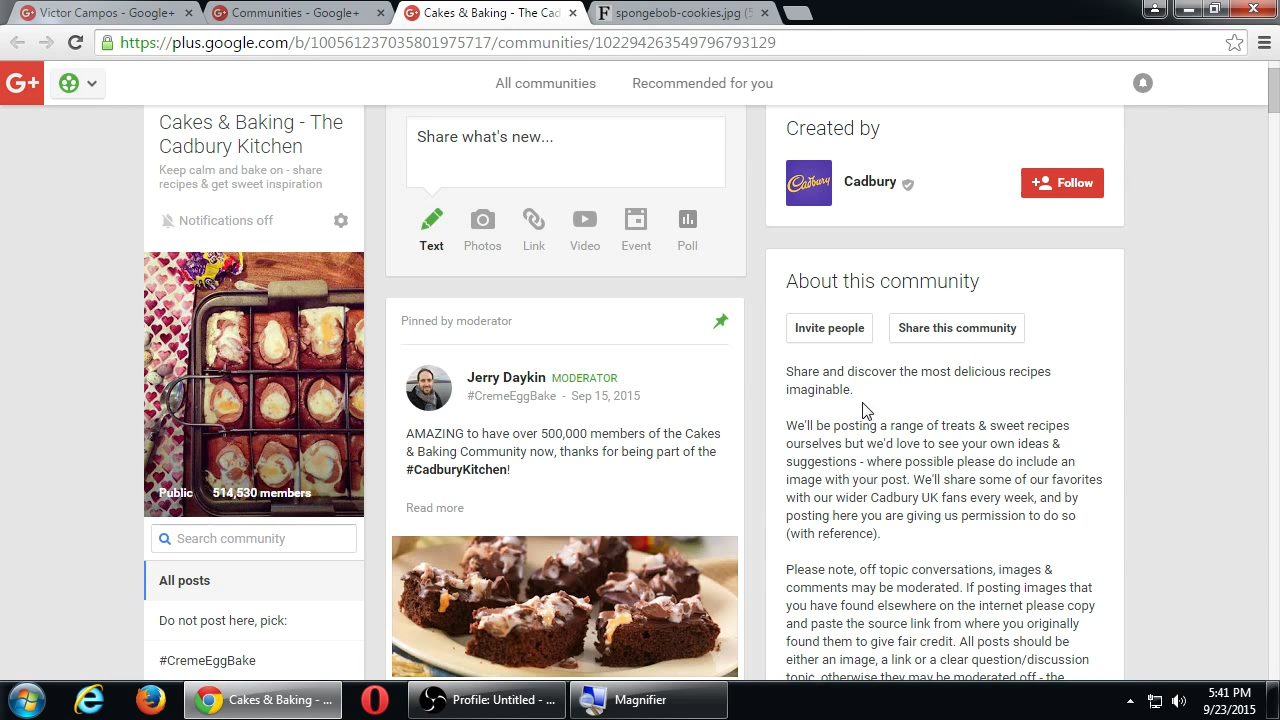 Victor Campos - Google+
Communities - Google+
Cakes & Baking - The Cad
spongebob-cookies.jpg (5
https://plus.google.com/b/100561237035801975717/communities/102294263549796793129
G+
All communities
Recommended for you
Cakes & Baking - The
Cadbury Kitchen
Keep calm and bake on - share
recipes & get sweet inspiration
Notifications off
Public 514,530 members
Search community
All posts
Do not post here, pick:
#CremeEggBake
Share what's new...
Text Photos Link Video Event Poll
Pinned by moderator
Jerry Daykin MODERATOR
#CremeEggBake - Sep 15, 2015
AMAZING to have over 500,000 members of the Cakes
& Baking Community now, thanks for being part of the
#CadburyKitchen!
Read more
Created by
Cadbury
Cadbury
Follow
About this community
Invite people
Share this community
Share and discover the most delicious recipes
imaginable.
We'll be posting a range of treats & sweet recipes
ourselves but we'd love to see your own ideas &
suggestions - where possible please do include an
image with your post. We'll share some of our favorites
with our wider Cadbury UK fans every week, and by
posting here you are giving us permission to do so
(with reference).
Please note, off topic conversations, images &
comments may be moderated. If posting images that
you have found elsewhere on the internet please copy
and paste the source link from where you originally
found them to give fair credit. All posts should be
either an image, a link or a clear question/discussion
topic, otherwise they may be moderated off - the
Cakes & Baking - ...
Profile: Untitled - ...
Magnifier
5:41 PM
9/23/2015